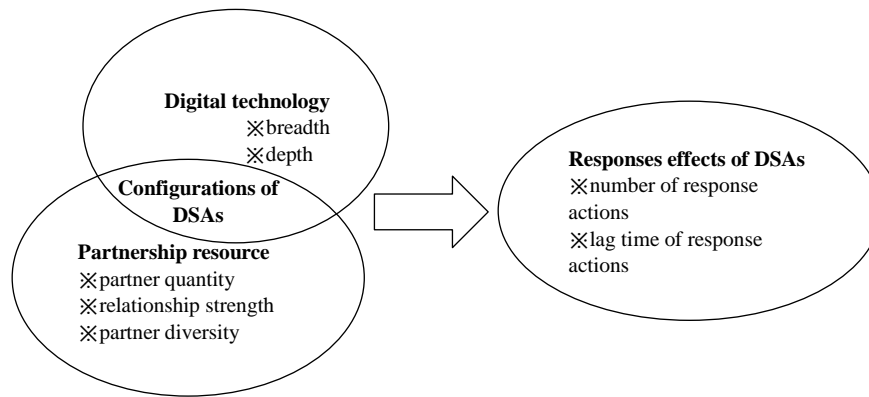 Digital technology
※breadth
※depth
Configurations of
DSAs
Partnership resource
※partner quantity
※relationship strength
※partner diversity
Responses effects of DSAs
※number of response
actions
※lag time of response
actions